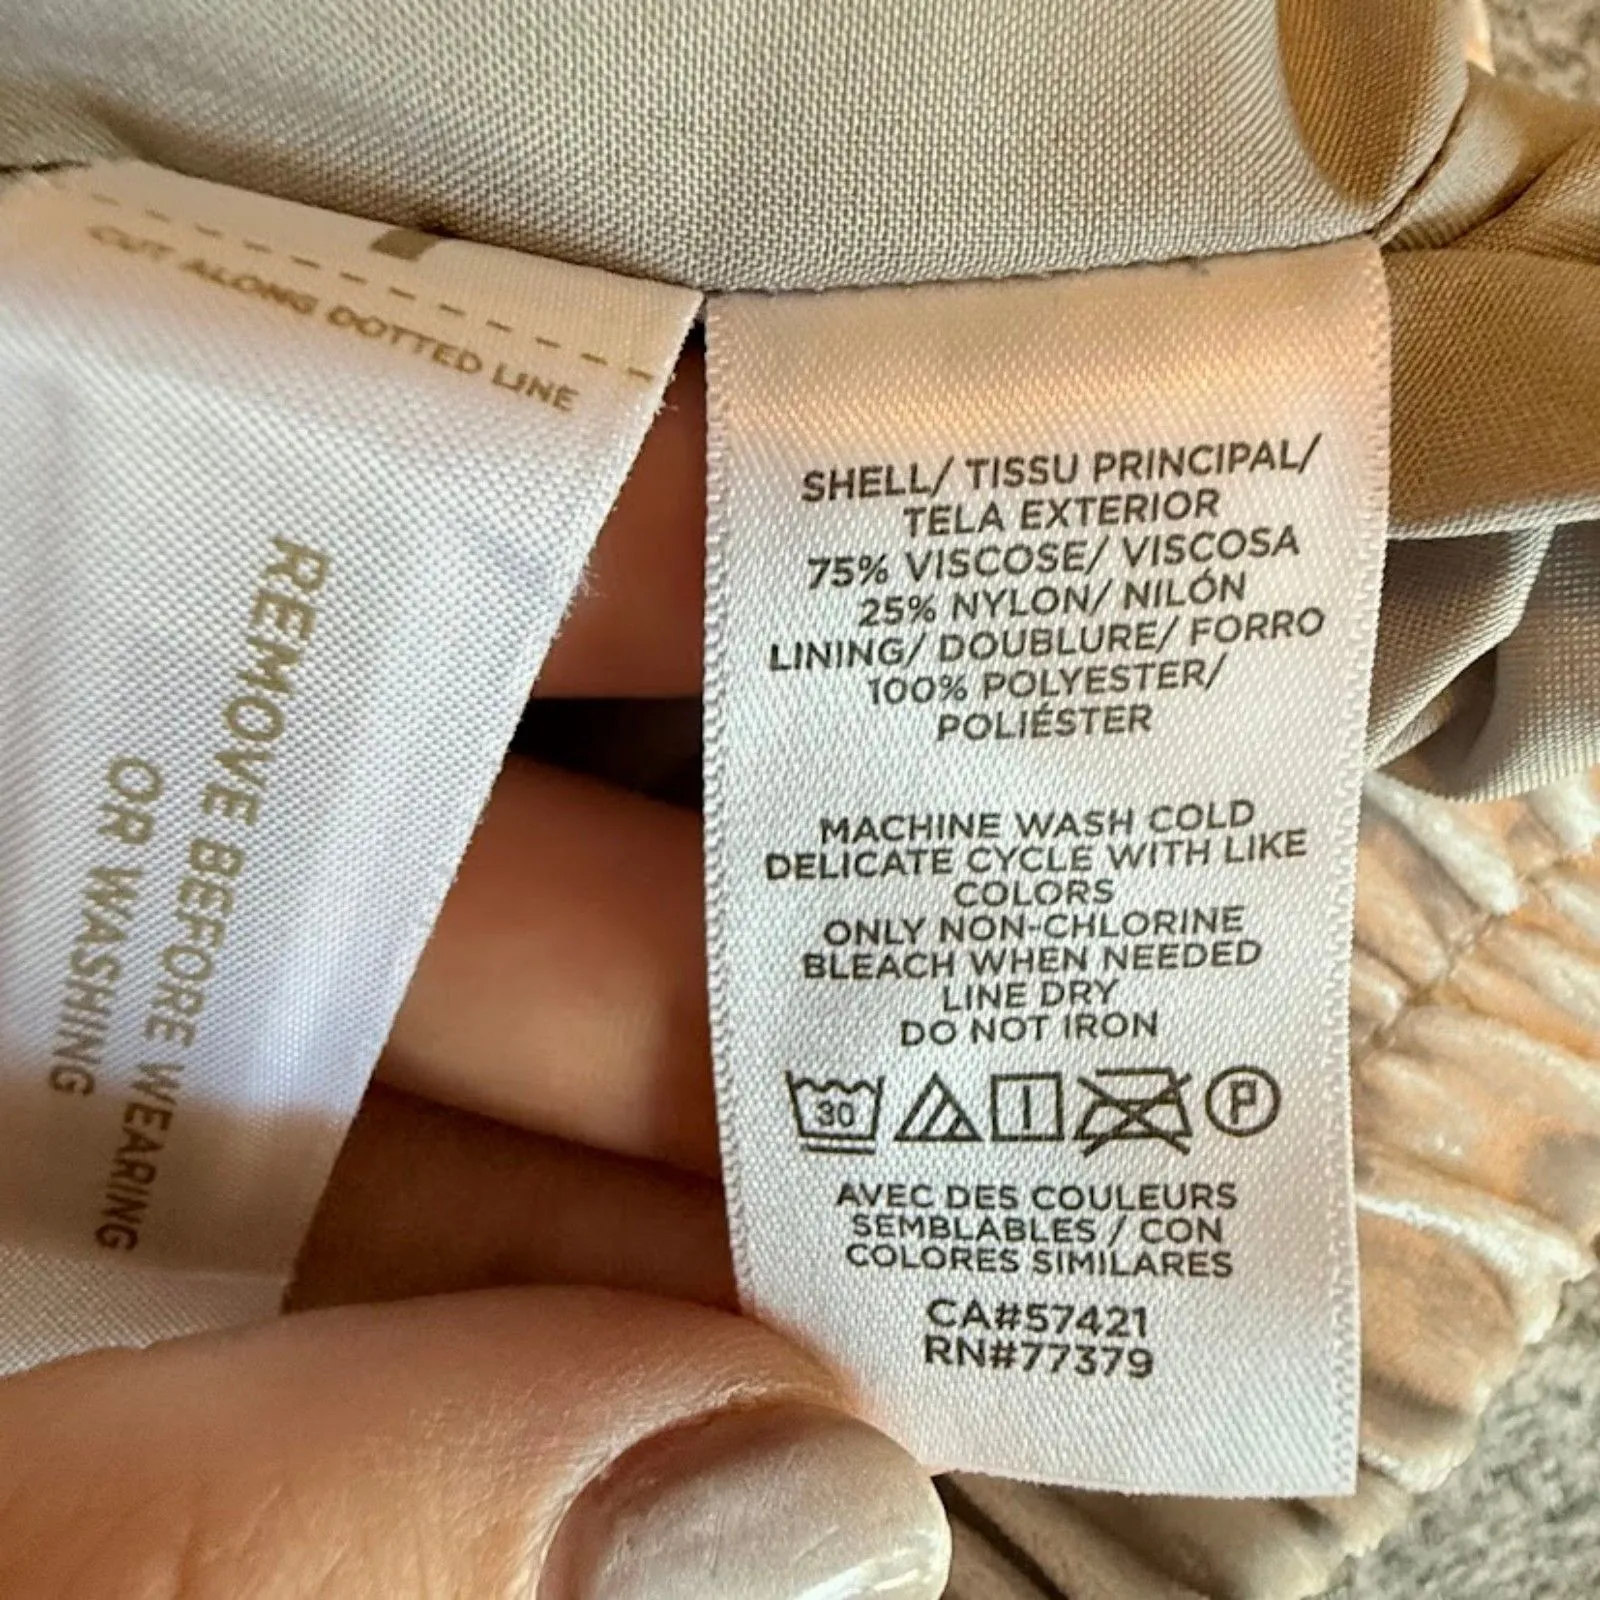 CUT ALONG DOTTED LINE
REMOVE BEFORE WEARING
OR WASHING
SHELL/ TISSU PRINCIPAL/
TELA EXTERIOR
75% VISCOSE/ VISCOSA
25% NYLON/ NILÓN
LINING/ DOUBLURE/ FORRO
100% POLYESTER/
POLIÉSTER
MACHINE WASH COLD
DELICATE CYCLE WITH LIKE
COLORS
ONLY NON-CHLORINE
BLEACH WHEN NEEDED
LINE DRY
DO NOT IRON
30 P
AVEC DES COULEURS
SEMBLABLES / CON
COLORES SIMILARES
CA#57421
RN#77379